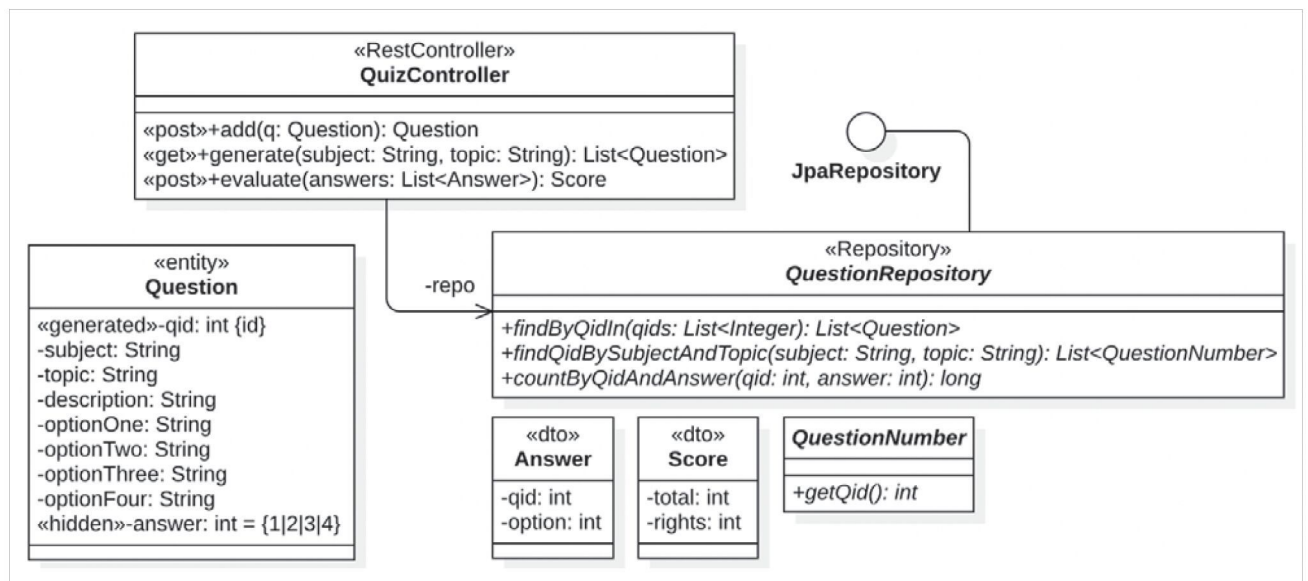 «RestController»
QuizController
«post»+add(q: Question): Question
«get»+generate(subject: String, topic: String): List<Question>
«post»+evaluate(answers: List<Answer>): Score
JpaRepository
«entity»
Question
«generated»-qid: int {id}
-subject: String
-topic: String
-description: String
-optionOne: String
-optionTwo: String
-optionThree: String
-optionFour: String
«hidden»-answer: int = {1|2|3|4}
-repo
«Repository»
QuestionRepository
+findByQidIn(qids: List<Integer): List<Question>
+findQidBySubjectAndTopic(subject: String, topic: String): List<QuestionNumber>
+countByQidAndAnswer(qid: int, answer: int): long
«dto»
Answer
-qid: int
-option: int
«dto»
Score
-total: int
-rights: int
QuestionNumber
+getQid(): int